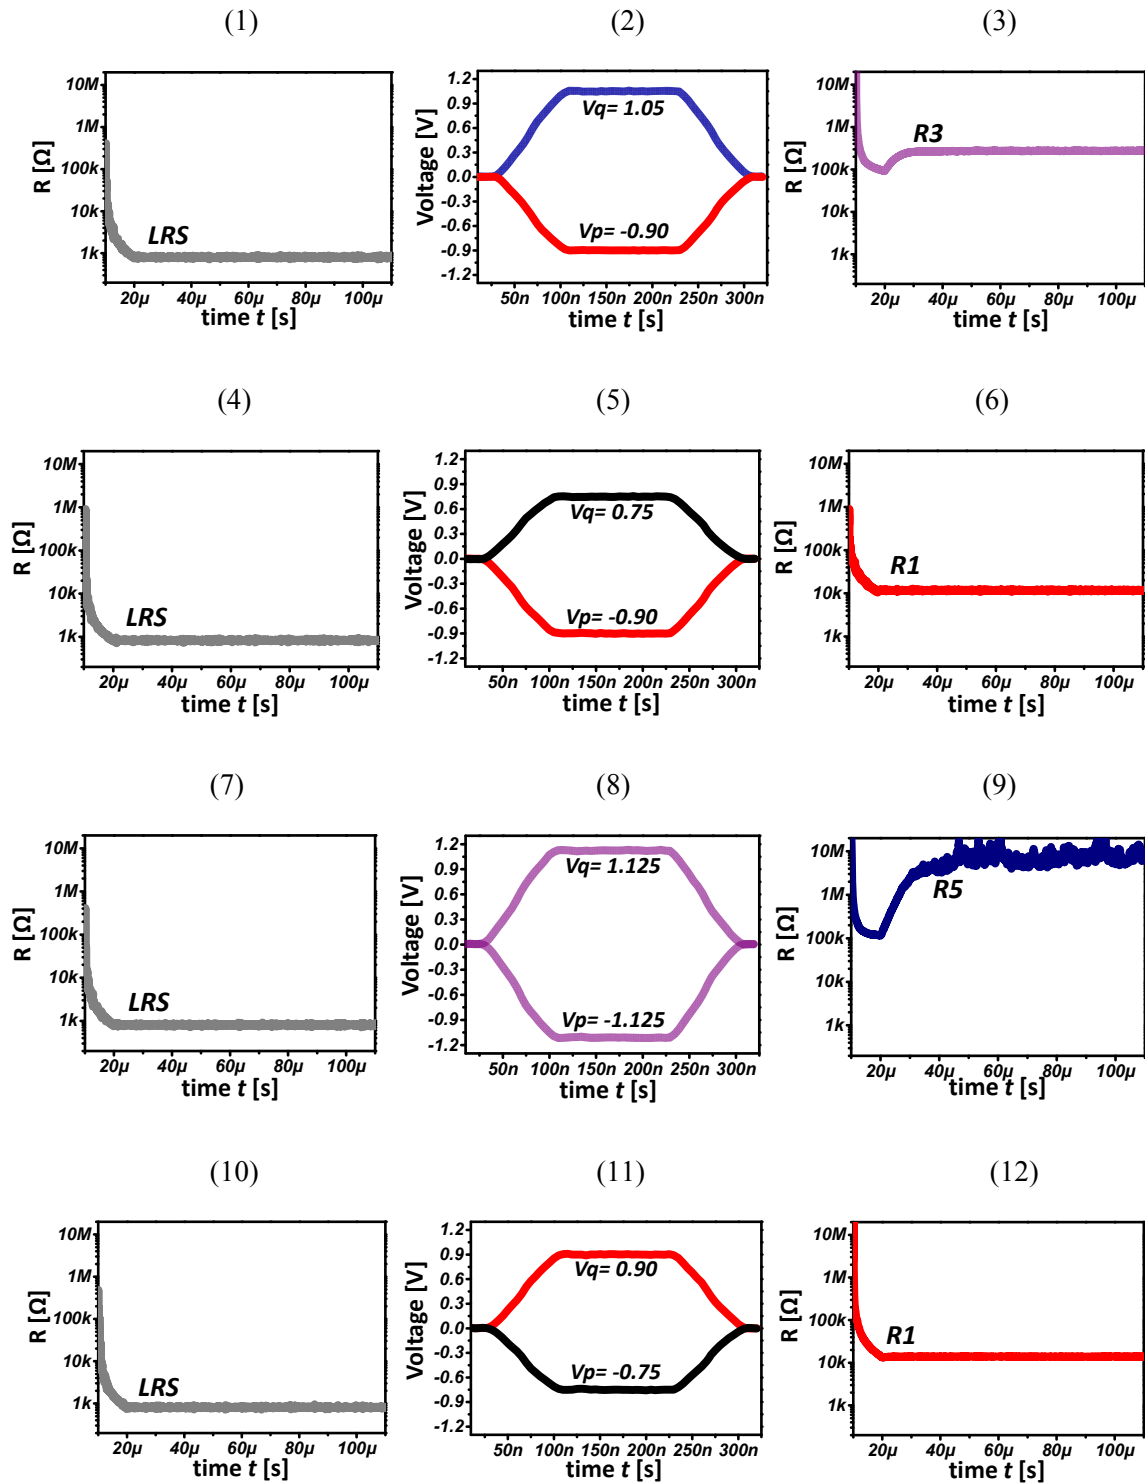 (1)
(2)
(3)
10M
1M
100k
10k
1k
R [Ω]
LRS
20µ 40µ 60µ 80µ 100µ
time t [s]
1.2
0.9
0.6
0.3
0.0
-0.3
-0.6
-0.9
-1.2
Voltage [V]
Vq= 1.05
Vp= -0.90
50n 100n 150n 200n 250n 300n
time t [s]
10M
1M
100k
10k
1k
R [Ω]
R3
20µ 40µ 60µ 80µ 100µ
time t [s]
(4)
(5)
(6)
10M
1M
100k
10k
1k
R [Ω]
LRS
20µ 40µ 60µ 80µ 100µ
time t [s]
1.2
0.9
0.6
0.3
0.0
-0.3
-0.6
-0.9
-1.2
Voltage [V]
Vq= 0.75
Vp= -0.90
50n 100n 150n 200n 250n 300n
time t [s]
10M
1M
100k
10k
1k
R [Ω]
R1
20µ 40µ 60µ 80µ 100µ
time t [s]
(7)
(8)
(9)
10M
1M
100k
10k
1k
R [Ω]
LRS
20µ 40µ 60µ 80µ 100µ
time t [s]
1.2
0.9
0.6
0.3
0.0
-0.3
-0.6
-0.9
-1.2
Voltage [V]
Vq= 1.125
Vp= -1.125
50n 100n 150n 200n 250n 300n
time t [s]
10M
1M
100k
10k
1k
R [Ω]
R5
20µ 40µ 60µ 80µ 100µ
time t [s]
(10)
(11)
(12)
10M
1M
100k
10k
1k
R [Ω]
LRS
20µ 40µ 60µ 80µ 100µ
time t [s]
1.2
0.9
0.6
0.3
0.0
-0.3
-0.6
-0.9
-1.2
Voltage [V]
Vq= 0.90
Vp= -0.75
50n 100n 150n 200n 250n 300n
time t [s]
10M
1M
100k
10k
1k
R [Ω]
R1
20µ 40µ 60µ 80µ 100µ
time t [s]